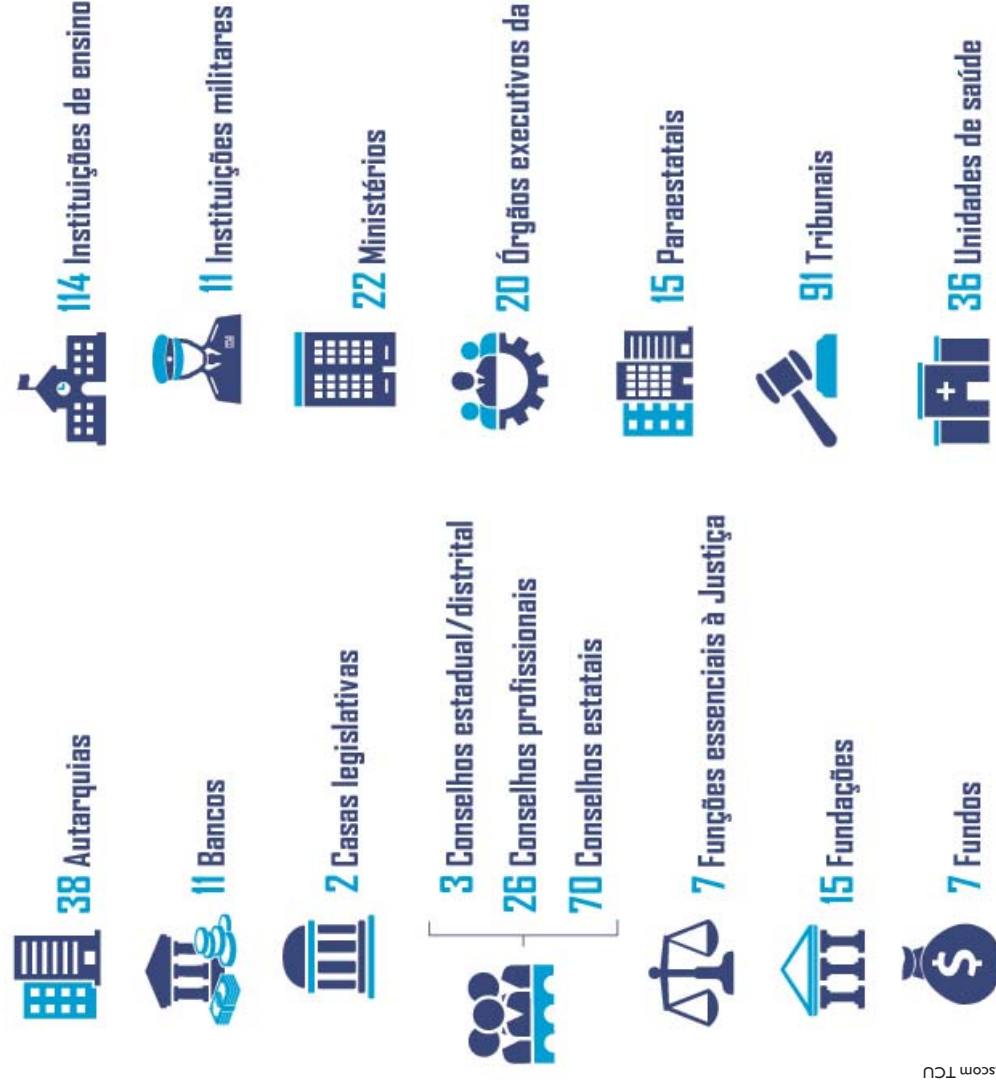 38 Autarquias
11 Bancos
2 Casas legislativas
3 Conselhos estadual/distrital
26 Conselhos profissionais
70 Conselhos estatais
7 Funções essenciais à Justiça
15 Fundações
7 Fundos
114 Instituições de ensino
11 Instituições militares
22 Ministérios
20 Órgãos executivos da
15 Paraestatais
91 Tribunais
36 Unidades de saúde
TCU